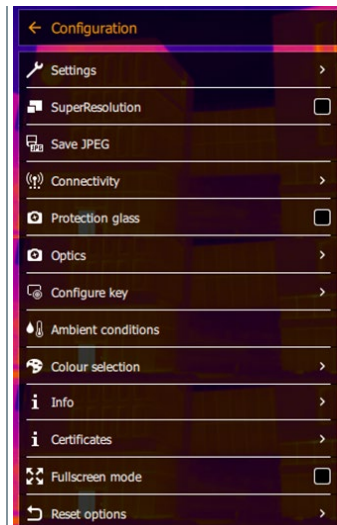 Configuration
Settings
SuperResolution
JPG Save JPEG
Connectivity
Protection glass
Optics
Configure key
Ambient conditions
Colour selection
i Info
i Certificates
Fullscreen mode
Reset options